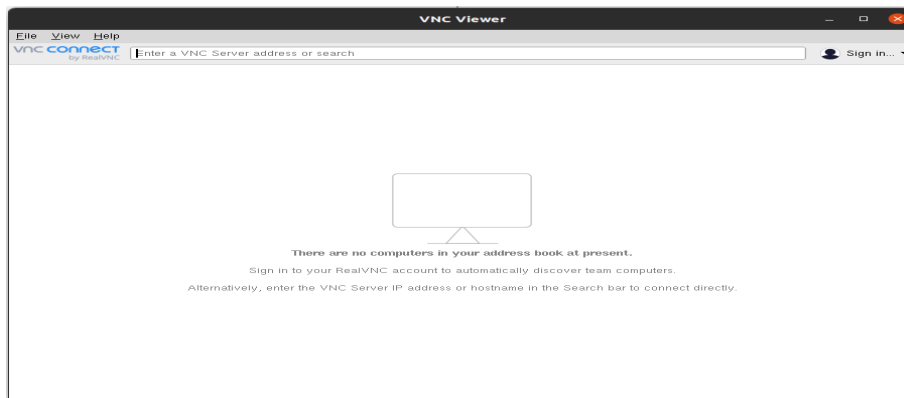 VNC Viewer
File View Help
vnc connect
by RealVNC
Enter a VNC Server address or search
Sign in...
There are no computers in your address book at present.
Sign in to your RealVNC account to automatically discover team computers.
Alternatively, enter the VNC Server IP address or hostname in the Search bar to connect directly.